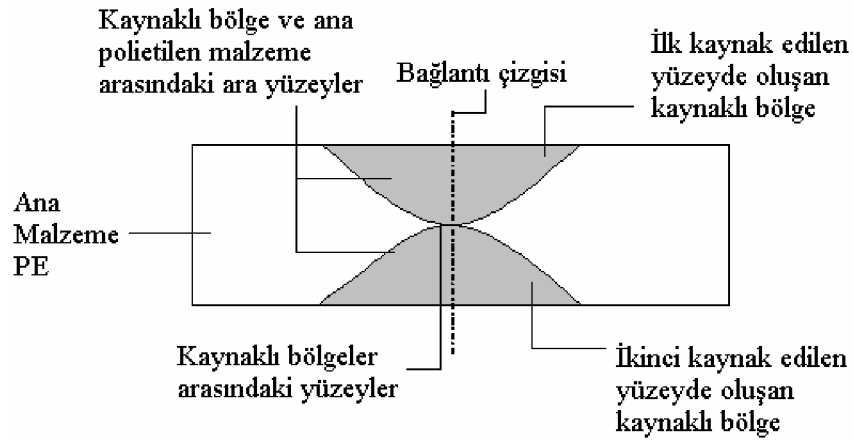 Kaynaklı bölge ve ana
polietilen malzeme
arasındaki ara yüzeyler
Bağlantı çizgisi
İlk kaynak edilen
yüzeyde oluşan
kaynaklı bölge
Ana
Malzeme
PE
Kaynaklı bölgeler
arasındaki yüzeyler
İkinci kaynak edilen
yüzeyde oluşan
kaynaklı bölge